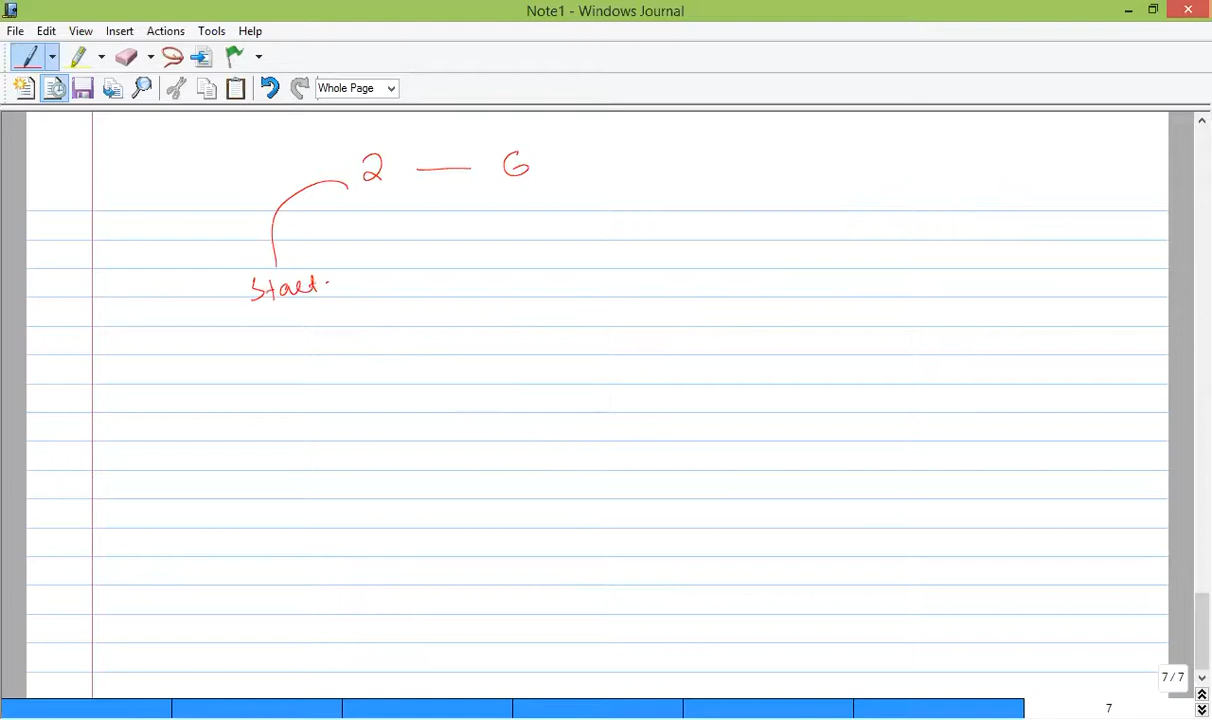 Note1 - Windows Journal
File Edit View Insert Actions Tools Help
Whole Page
2 — 6
Start.
7 / 7
7